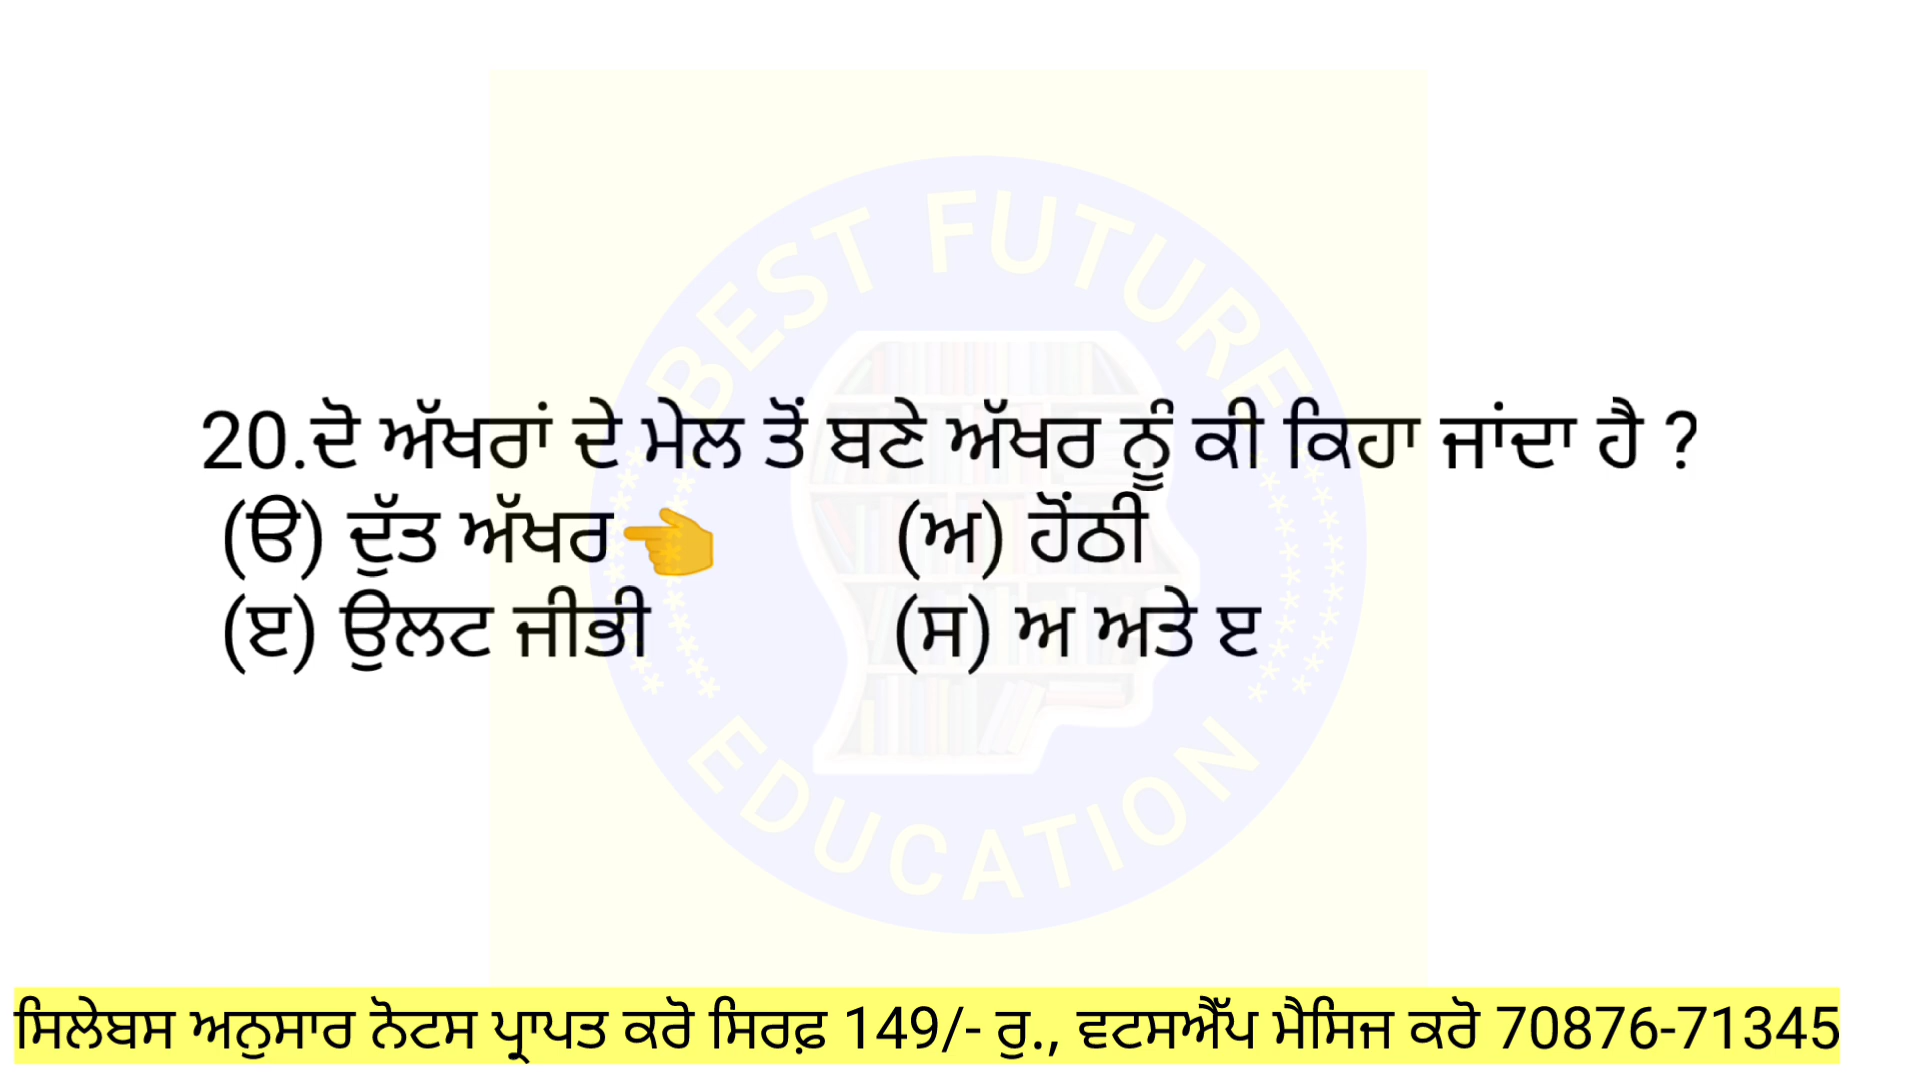 BEST FUTURE
20.ਦੋ ਅੱਖਰਾਂ ਦੇ ਮੇਲ ਤੋਂ ਬਣੇ ਅੱਖਰ ਨੂੰ ਕੀ ਕਿਹਾ ਜਾਂਦਾ ਹੈ ?
(ੳ) ਦੁੱਤ ਅੱਖਰ👈 (ਅ) ਹੋਂਠੀ
(ੲ) ਉਲਟ ਜੀਭੀ (ਸ) ਅ ਅਤੇ ੲ
EDUCATION
ਸਿਲੇਬਸ ਅਨੁਸਾਰ ਨੋਟਸ ਪ੍ਰਾਪਤ ਕਰੋ ਸਿਰਫ਼ 149/- ਰੁ., ਵਟਸਐੱਪ ਮੈਸਿਜ ਕਰੋ 70876-71345